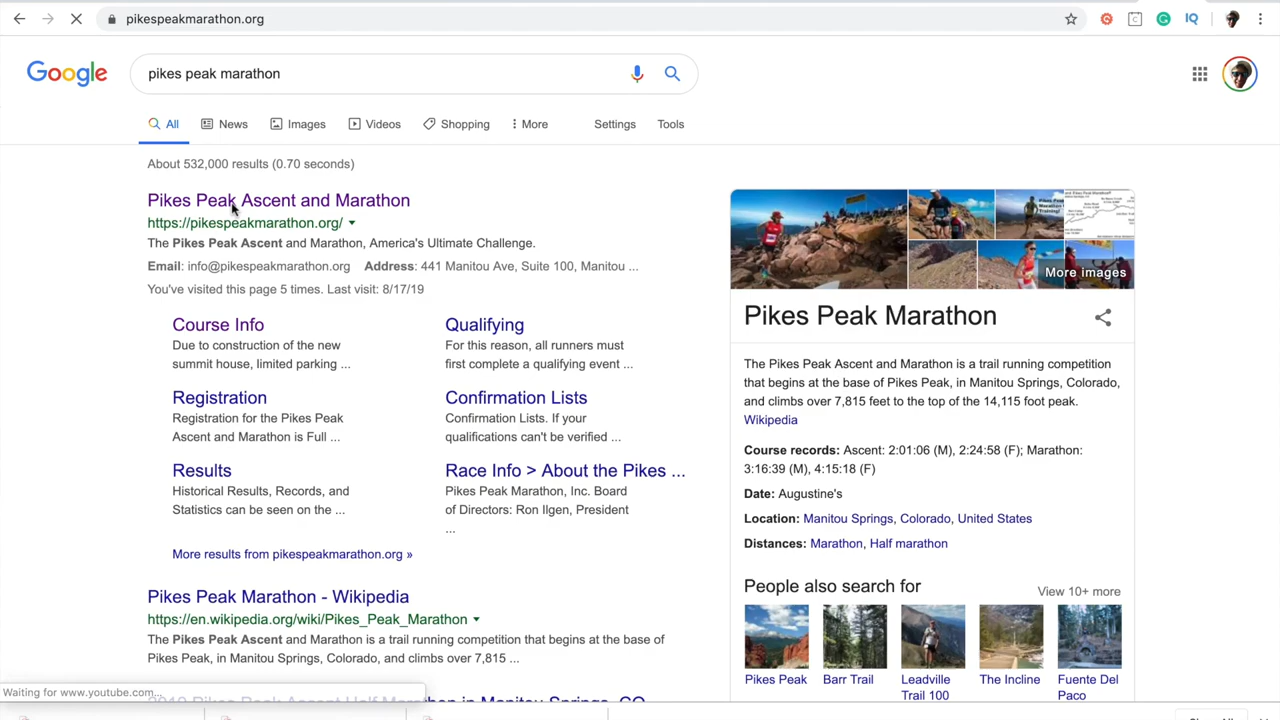 pikespeakmarathon.org
Google
pikes peak marathon
All News Images Videos Shopping More Settings Tools
About 532,000 results (0.70 seconds)
Pikes Peak Ascent and Marathon
https://pikespeakmarathon.org/
The Pikes Peak Ascent and Marathon, America's Ultimate Challenge.
Email: info@pikespeakmarathon.org Address: 441 Manitou Ave, Suite 100, Manitou ...
You've visited this page 5 times. Last visit: 8/17/19
Course Info
Due to construction of the new
summit house, limited parking ...
Qualifying
For this reason, all runners must
first complete a qualifying event ...
Registration
Registration for the Pikes Peak
Ascent and Marathon is Full ...
Confirmation Lists
Confirmation Lists. If your
qualifications can't be verified ...
Results
Historical Results, Records, and
Statistics can be seen on the ...
Race Info > About the Pikes ...
Pikes Peak Marathon, Inc. Board
of Directors: Ron Ilgen, President
...
More results from pikespeakmarathon.org »
Pikes Peak Marathon - Wikipedia
https://en.wikipedia.org/wiki/Pikes_Peak_Marathon
The Pikes Peak Ascent and Marathon is a trail running competition that begins at the base of
Pikes Peak, in Manitou Springs, Colorado, and climbs over 7,815 ...
2019 Pikes Peak Ascent Half Marathon in Manitou Springs, CO
Waiting for www.youtube.com...
More images
Pikes Peak Marathon
The Pikes Peak Ascent and Marathon is a trail running competition
that begins at the base of Pikes Peak, in Manitou Springs, Colorado,
and climbs over 7,815 feet to the top of the 14,115 foot peak.
Wikipedia
Course records: Ascent: 2:01:06 (M), 2:24:58 (F); Marathon:
3:16:39 (M), 4:15:18 (F)
Date: Augustine's
Location: Manitou Springs, Colorado, United States
Distances: Marathon, Half marathon
People also search for
View 10+ more
Pikes Peak
Barr Trail
Leadville
Trail 100
The Incline
Fuente Del
Paco